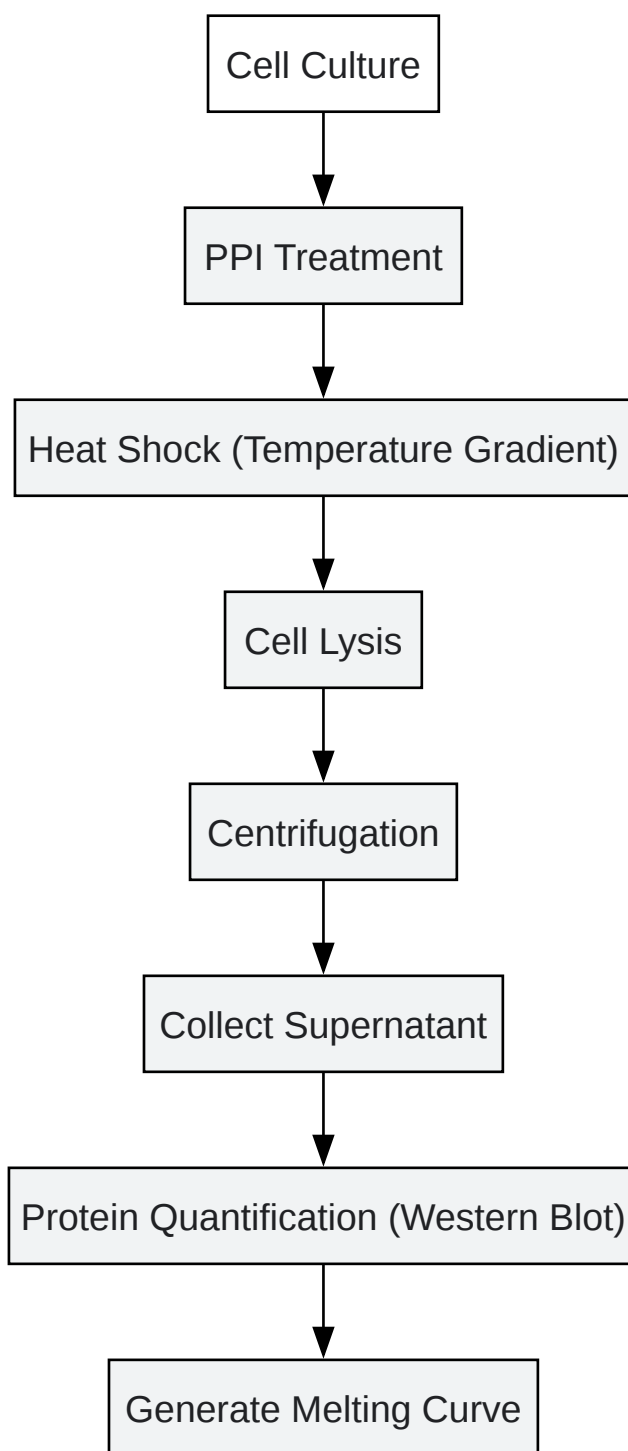 Cell Culture
PPI Treatment
Heat Shock (Temperature Gradient)
Cell Lysis
Centrifugation
Collect Supernatant
Protein Quantification (Western Blot)
Generate Melting Curve